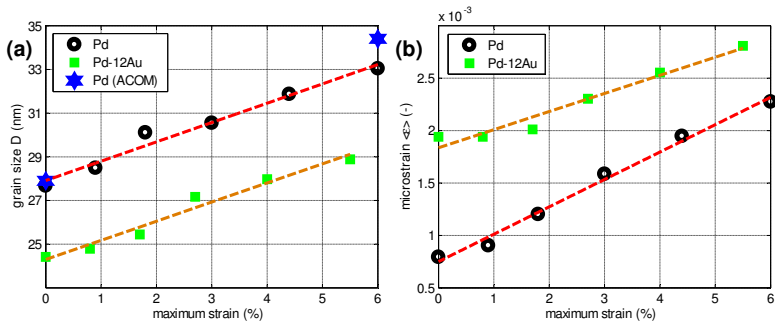 (a)
Pd
Pd-12Au
Pd (ACOM)
grain size D (nm)
35
33
31
29
27
25
0 1 2 3 4 5 6
maximum strain (%)
x 10⁻³
(b)
Pd
Pd-12Au
microstrain <ε> (-)
2.5
2
1.5
1
0.5
0 1 2 3 4 5 6
maximum strain (%)